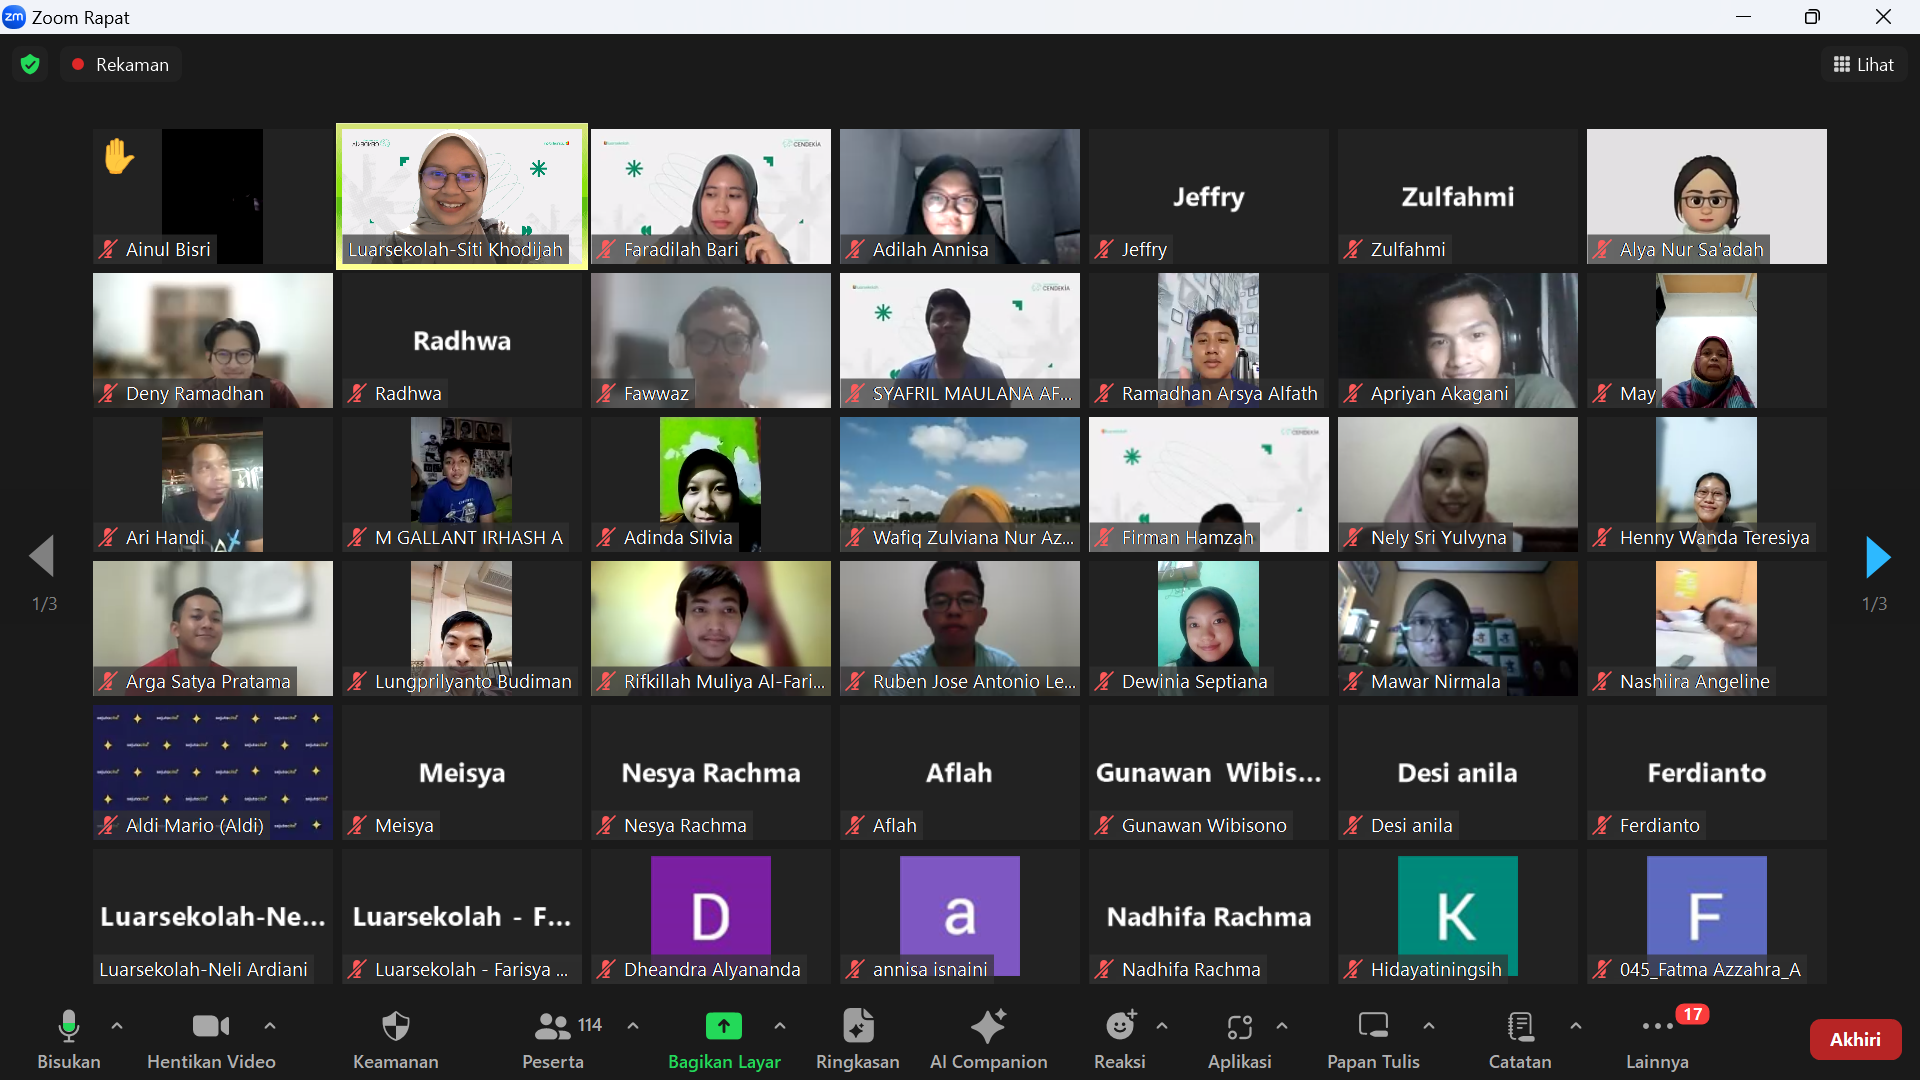 zm Zoom Rapat
Rekaman
Lihat
Ainul Bisri
Luarsekolah-Siti Khodijah
CENDEKIA
Faradilah Bari
Adilah Annisa
Jeffry
Jeffry
Zulfahmi
Zulfahmi
Alya Nur Sa'adah
Deny Ramadhan
Radhwa
Radhwa
Fawwaz
CENDEKIA
SYAFRIL MAULANA AF...
Ramadhan Arsya Alfath
Apriyan Akagani
May
Ari Handi
M GALLANT IRHASH A
Adinda Silvia
Wafiq Zulviana Nur Az...
CENDEKIA
Firman Hamzah
Nely Sri Yulvyna
Henny Wanda Teresiya
1/3
1/3
Arga Satya Pratama
Lungprilyanto Budiman
Rifkillah Muliya Al-Fari...
Ruben Jose Antonio Le...
Dewinia Septiana
Mawar Nirmala
Nashiira Angeline
Aldi Mario (Aldi)
Meisya
Meisya
Nesya Rachma
Nesya Rachma
Aflah
Aflah
Gunawan Wibis...
Gunawan Wibisono
Desi anila
Desi anila
Ferdianto
Ferdianto
Luarsekolah-Ne...
Luarsekolah-Neli Ardiani
Luarsekolah - F...
Luarsekolah - Farisya ...
D
Dheandra Alyananda
a
annisa isnaini
Nadhifa Rachma
Nadhifa Rachma
K
Hidayatiningsih
F
045_Fatma Azzahra_A
Bisukan
Hentikan Video
Keamanan
114
Peserta
Bagikan Layar
Ringkasan
AI Companion
Reaksi
Aplikasi
Papan Tulis
Catatan
17
Lainnya
Akhiri